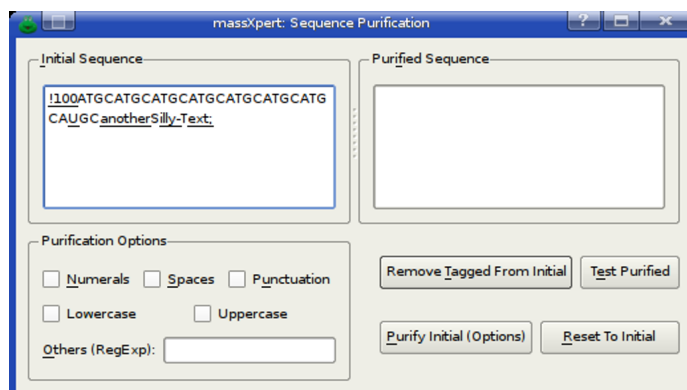 massXpert: Sequence Purification
Initial Sequence
Purified Sequence
!100ATGCATGCATGCATGCATGCATGCATG
CAUGCanotherSilly-Text;
Purification Options
Numerals Spaces Punctuation
Lowercase Uppercase
Others (RegExp):
Remove Tagged From Initial Test Purified
Purify Initial (Options) Reset To Initial